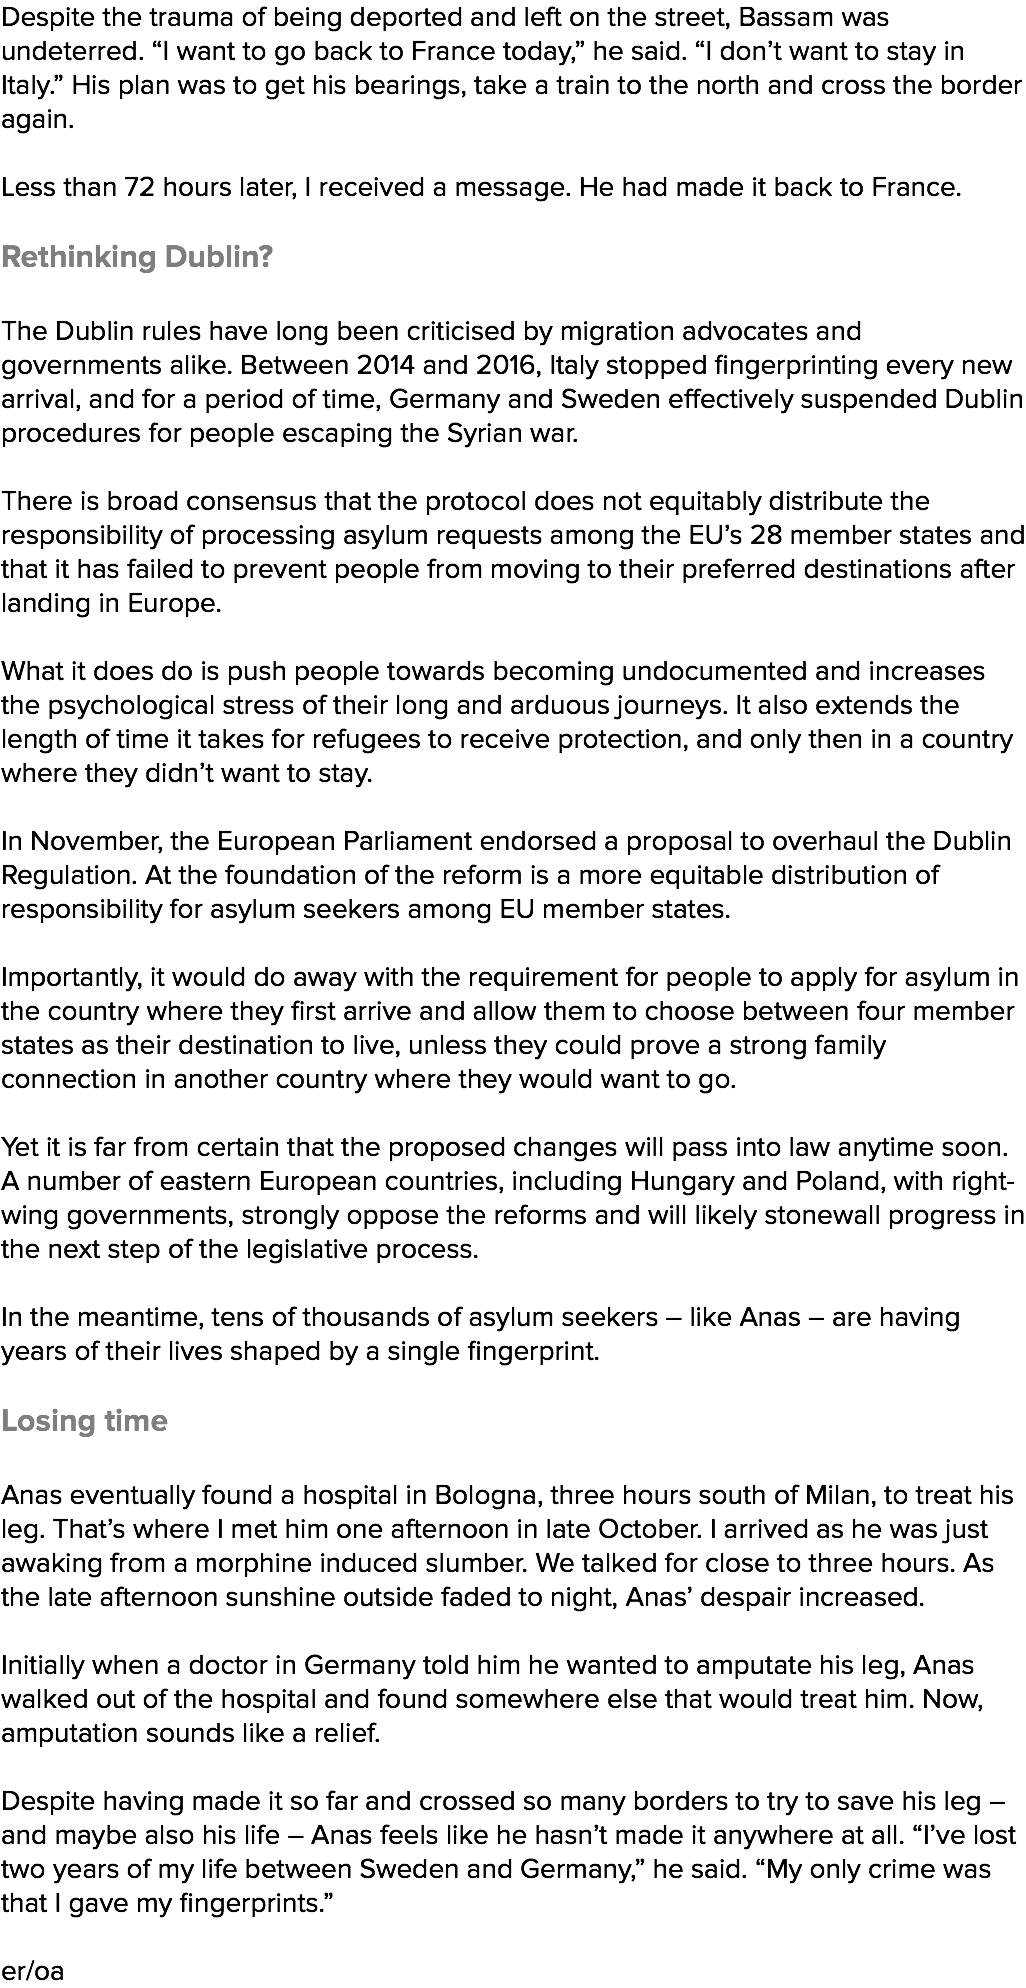 Despite the trauma of being deported and left on the street, Bassam was
undeterred. “I want to go back to France today,” he said. “I don’t want to stay in
Italy.” His plan was to get his bearings, take a train to the north and cross the border
again.
Less than 72 hours later, I received a message. He had made it back to France.
Rethinking Dublin?
The Dublin rules have long been criticised by migration advocates and
governments alike. Between 2014 and 2016, Italy stopped fingerprinting every new
arrival, and for a period of time, Germany and Sweden effectively suspended Dublin
procedures for people escaping the Syrian war.
There is broad consensus that the protocol does not equitably distribute the
responsibility of processing asylum requests among the EU’s 28 member states and
that it has failed to prevent people from moving to their preferred destinations after
landing in Europe.
What it does do is push people towards becoming undocumented and increases
the psychological stress of their long and arduous journeys. It also extends the
length of time it takes for refugees to receive protection, and only then in a country
where they didn’t want to stay.
In November, the European Parliament endorsed a proposal to overhaul the Dublin
Regulation. At the foundation of the reform is a more equitable distribution of
responsibility for asylum seekers among EU member states.
Importantly, it would do away with the requirement for people to apply for asylum in
the country where they first arrive and allow them to choose between four member
states as their destination to live, unless they could prove a strong family
connection in another country where they would want to go.
Yet it is far from certain that the proposed changes will pass into law anytime soon.
A number of eastern European countries, including Hungary and Poland, with right-
wing governments, strongly oppose the reforms and will likely stonewall progress in
the next step of the legislative process.
In the meantime, tens of thousands of asylum seekers – like Anas – are having
years of their lives shaped by a single fingerprint.
Losing time
Anas eventually found a hospital in Bologna, three hours south of Milan, to treat his
leg. That’s where I met him one afternoon in late October. I arrived as he was just
awaking from a morphine induced slumber. We talked for close to three hours. As
the late afternoon sunshine outside faded to night, Anas’ despair increased.
Initially when a doctor in Germany told him he wanted to amputate his leg, Anas
walked out of the hospital and found somewhere else that would treat him. Now,
amputation sounds like a relief.
Despite having made it so far and crossed so many borders to try to save his leg –
and maybe also his life – Anas feels like he hasn’t made it anywhere at all. “I’ve lost
two years of my life between Sweden and Germany,” he said. “My only crime was
that I gave my fingerprints.”
er/oa